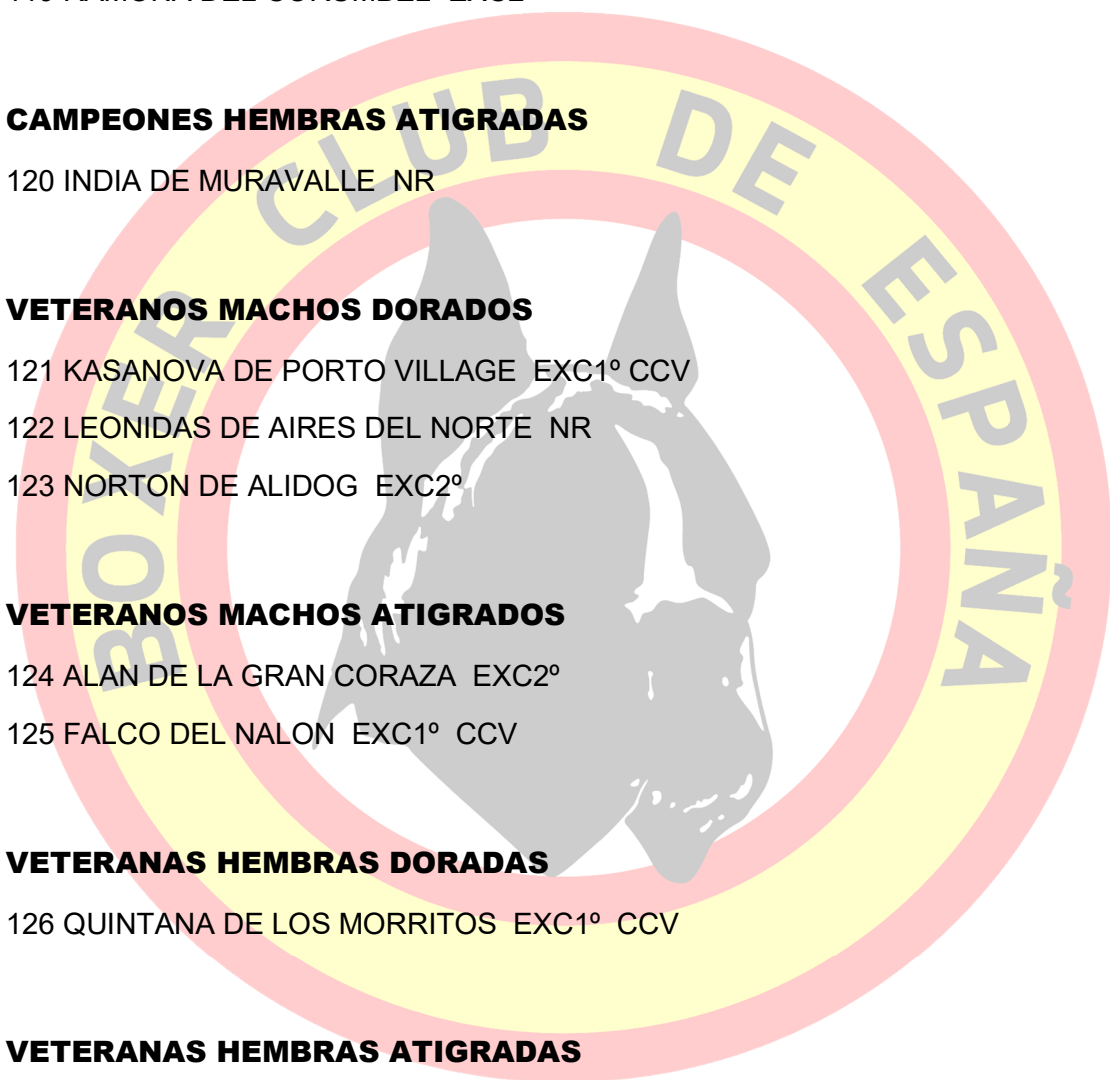 CAMPEONES HEMBRAS ATIGRADAS
120 INDIA DE MURAVALLE NR
VETERANOS MACHOS DORADOS
121 KASANOVA DE PORTO VILLAGE EXC1º CCV
122 LEONIDAS DE AIRES DEL NORTE NR
123 NORTON DE ALIDOG EXC2º
VETERANOS MACHOS ATIGRADOS
124 ALAN DE LA GRAN CORAZA EXC2º
125 FALCO DEL NALON EXC1º CCV
VETERANAS HEMBRAS DORADAS
126 QUINTANA DE LOS MORRITOS EXC1º CCV
VETERANAS HEMBRAS ATIGRADAS
BOXER CLUB DE ESPAÑA